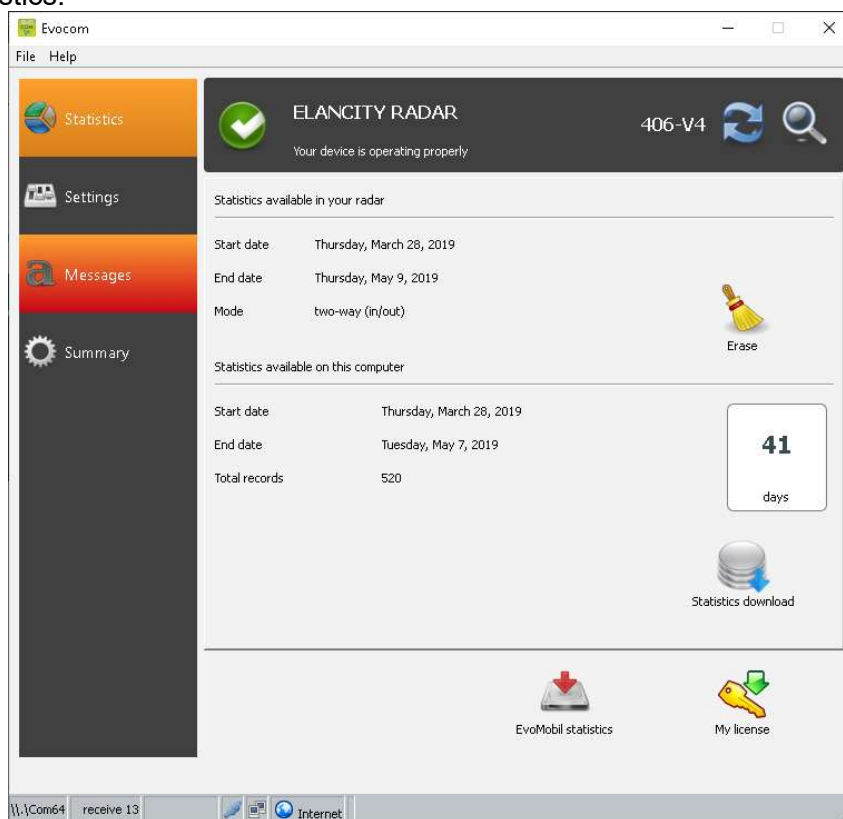 Evocom
File Help
Statistics
Settings
Messages
Summary
ELANCITY RADAR
Your device is operating properly
406-V4
Statistics available in your radar
Start date Thursday, March 28, 2019
End date Thursday, May 9, 2019
Mode two-way (in/out)
Erase
Statistics available on this computer
Start date Thursday, March 28, 2019
End date Tuesday, May 7, 2019
Total records 520
41
days
Statistics download
EvoMobil statistics
My license
\\.\Com64 receive 13 Internet